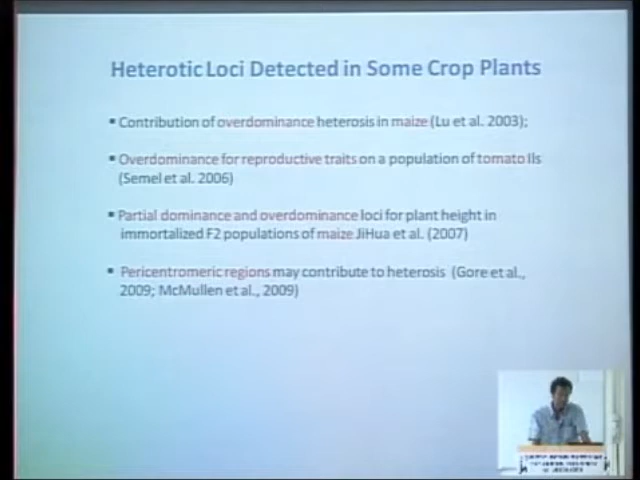 Heterotic Loci Detected in Some Crop Plants
▪ Contribution of overdominance heterosis in maize (Lu et al. 2003);
▪ Overdominance for reproductive traits on a population of tomato Ils
(Semel et al. 2006)
▪ Partial dominance and overdominance loci for plant height in
immortalized F2 populations of maize JiHua et al. (2007)
▪ Pericentromeric regions may contribute to heterosis (Gore et al.,
2009; McMullen et al., 2009)